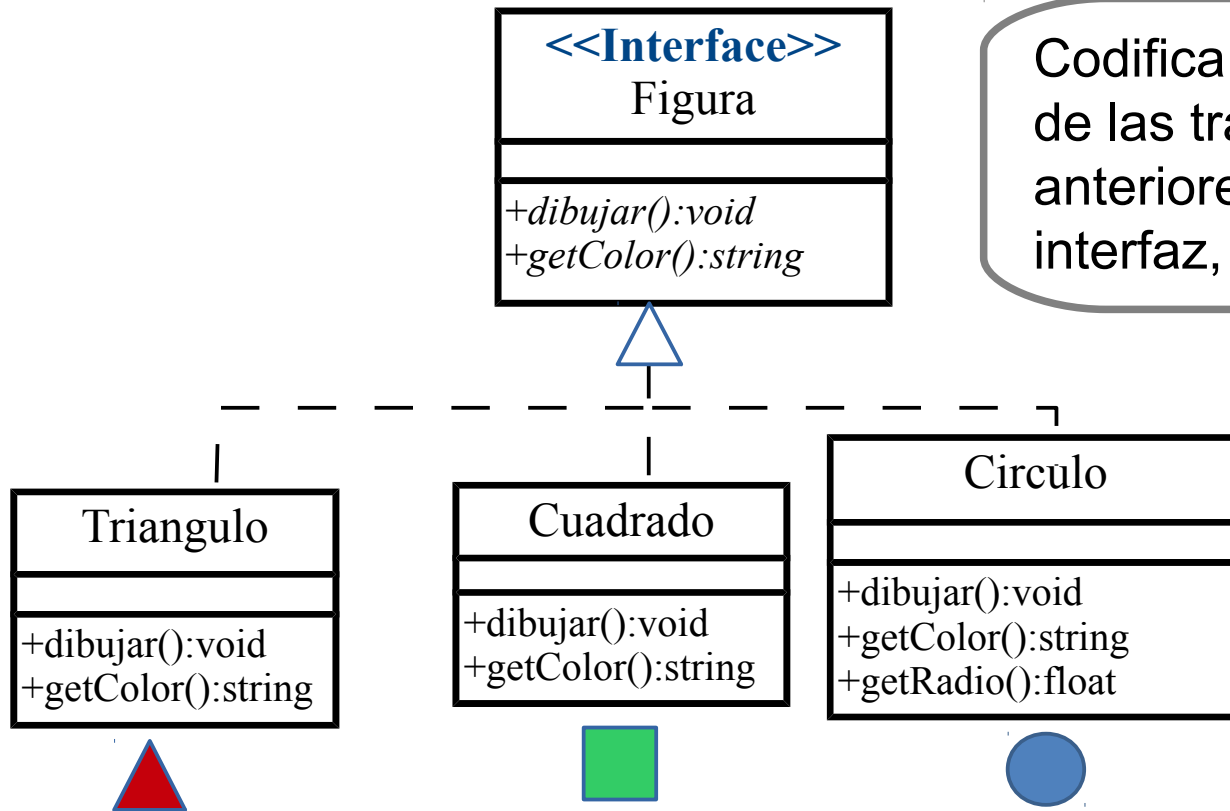 <<Interface>>
Figura
+dibujar():void
+getColor():string
Codifica
de las
anteriore
interfaz,
Triangulo
+dibujar():void
+getColor():string
Cuadrado
+dibujar():void
+getColor():string
Circulo
+dibujar():void
+getColor():string
+getRadio():float